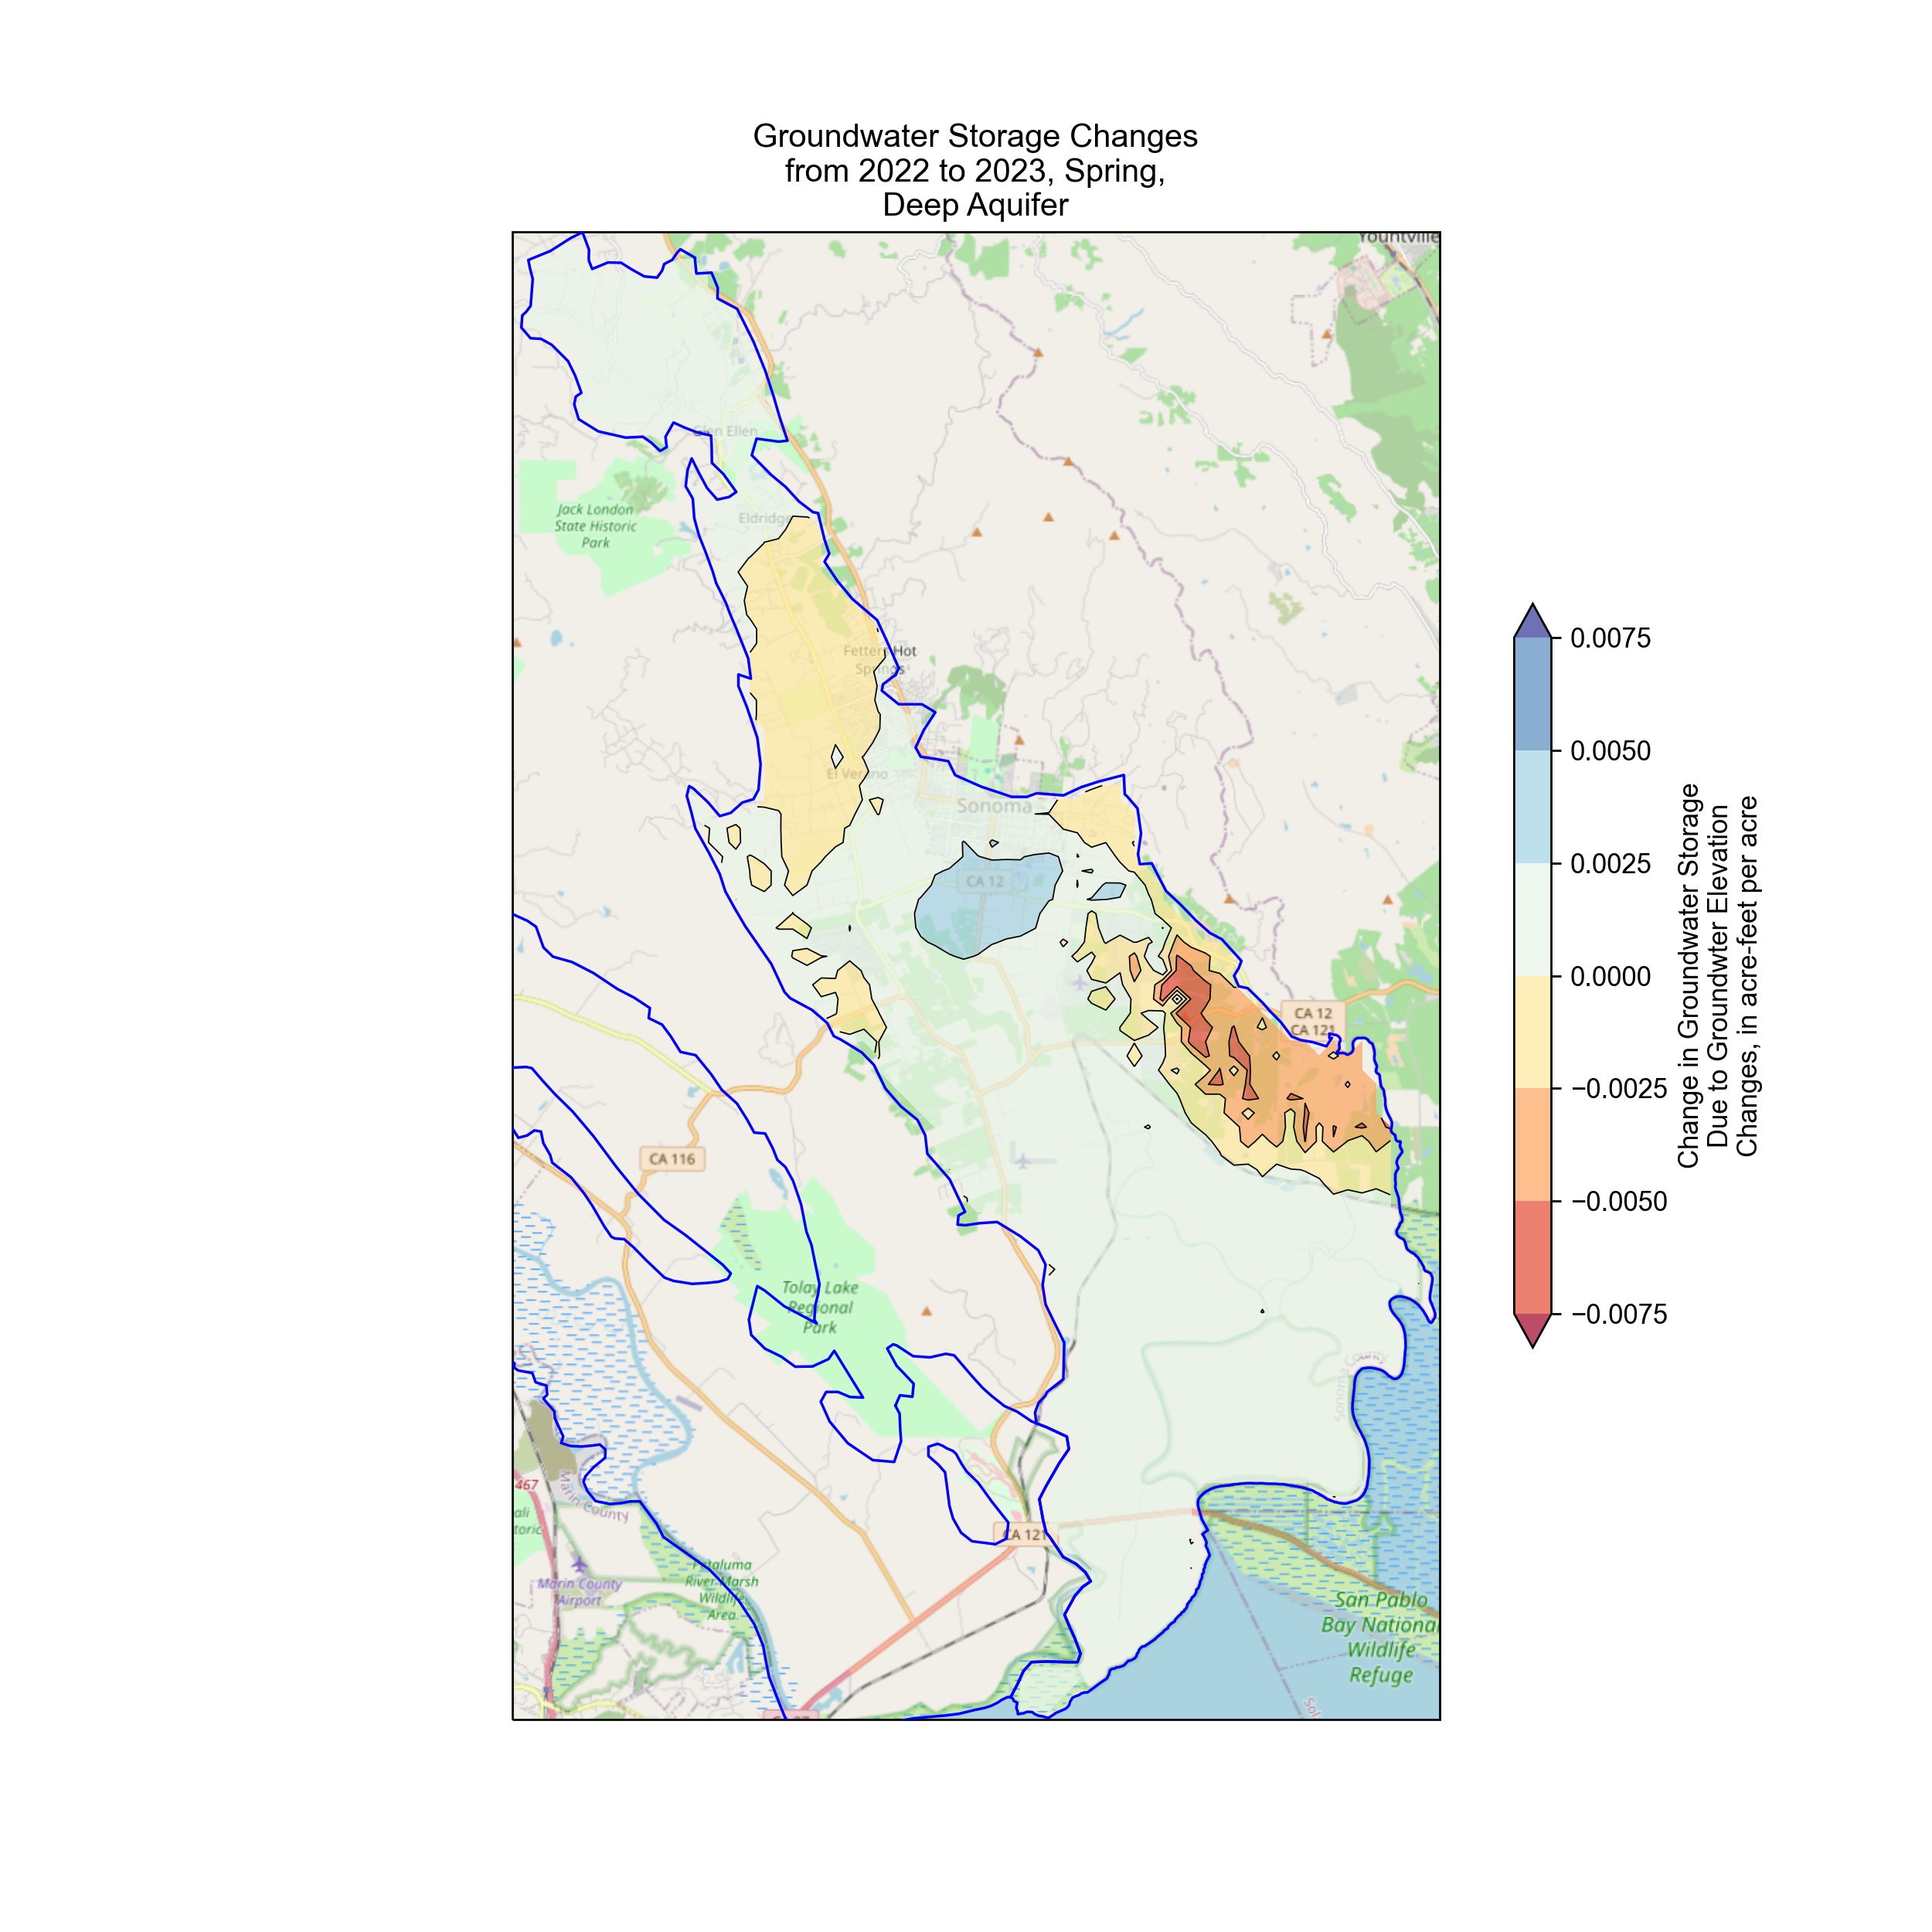 Groundwater Storage Changes
from 2022 to 2023, Spring,
Deep Aquifer
Yountville
Glen Ellen
Jack London
State Historic
Park
Eldridge
Fetters Hot
Springs
El Verano
Sonoma
CA 12
CA 12
CA 121
CA 116
Tolay Lake
Regional
Park
Sonoma County
467
Marin County
CA 121
Marin County
Airport
Petaluma
River Marsh
Wildlife
Area
San Pablo
Bay National
Wildlife
Refuge
0.0075
0.0050
0.0025
0.0000
−0.0025
−0.0050
−0.0075
Change in Groundwater Storage
Due to Groundwter Elevation
Changes, in acre-feet per acre